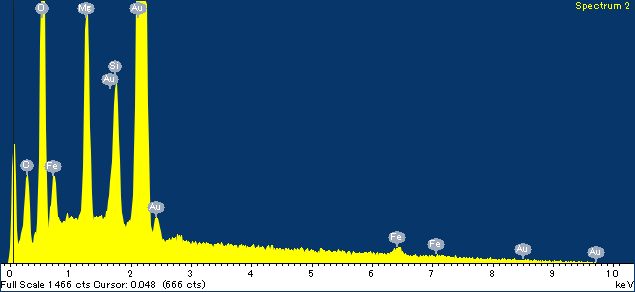 Spectrum 2
O Mg Au
Si
Au
Fe
Au
Fe
Fe
Au
Au
0 1 2 3 4 5 6 7 8 9 10
Full Scale 1466 cts Cursor: 0.048 (666 cts) keV